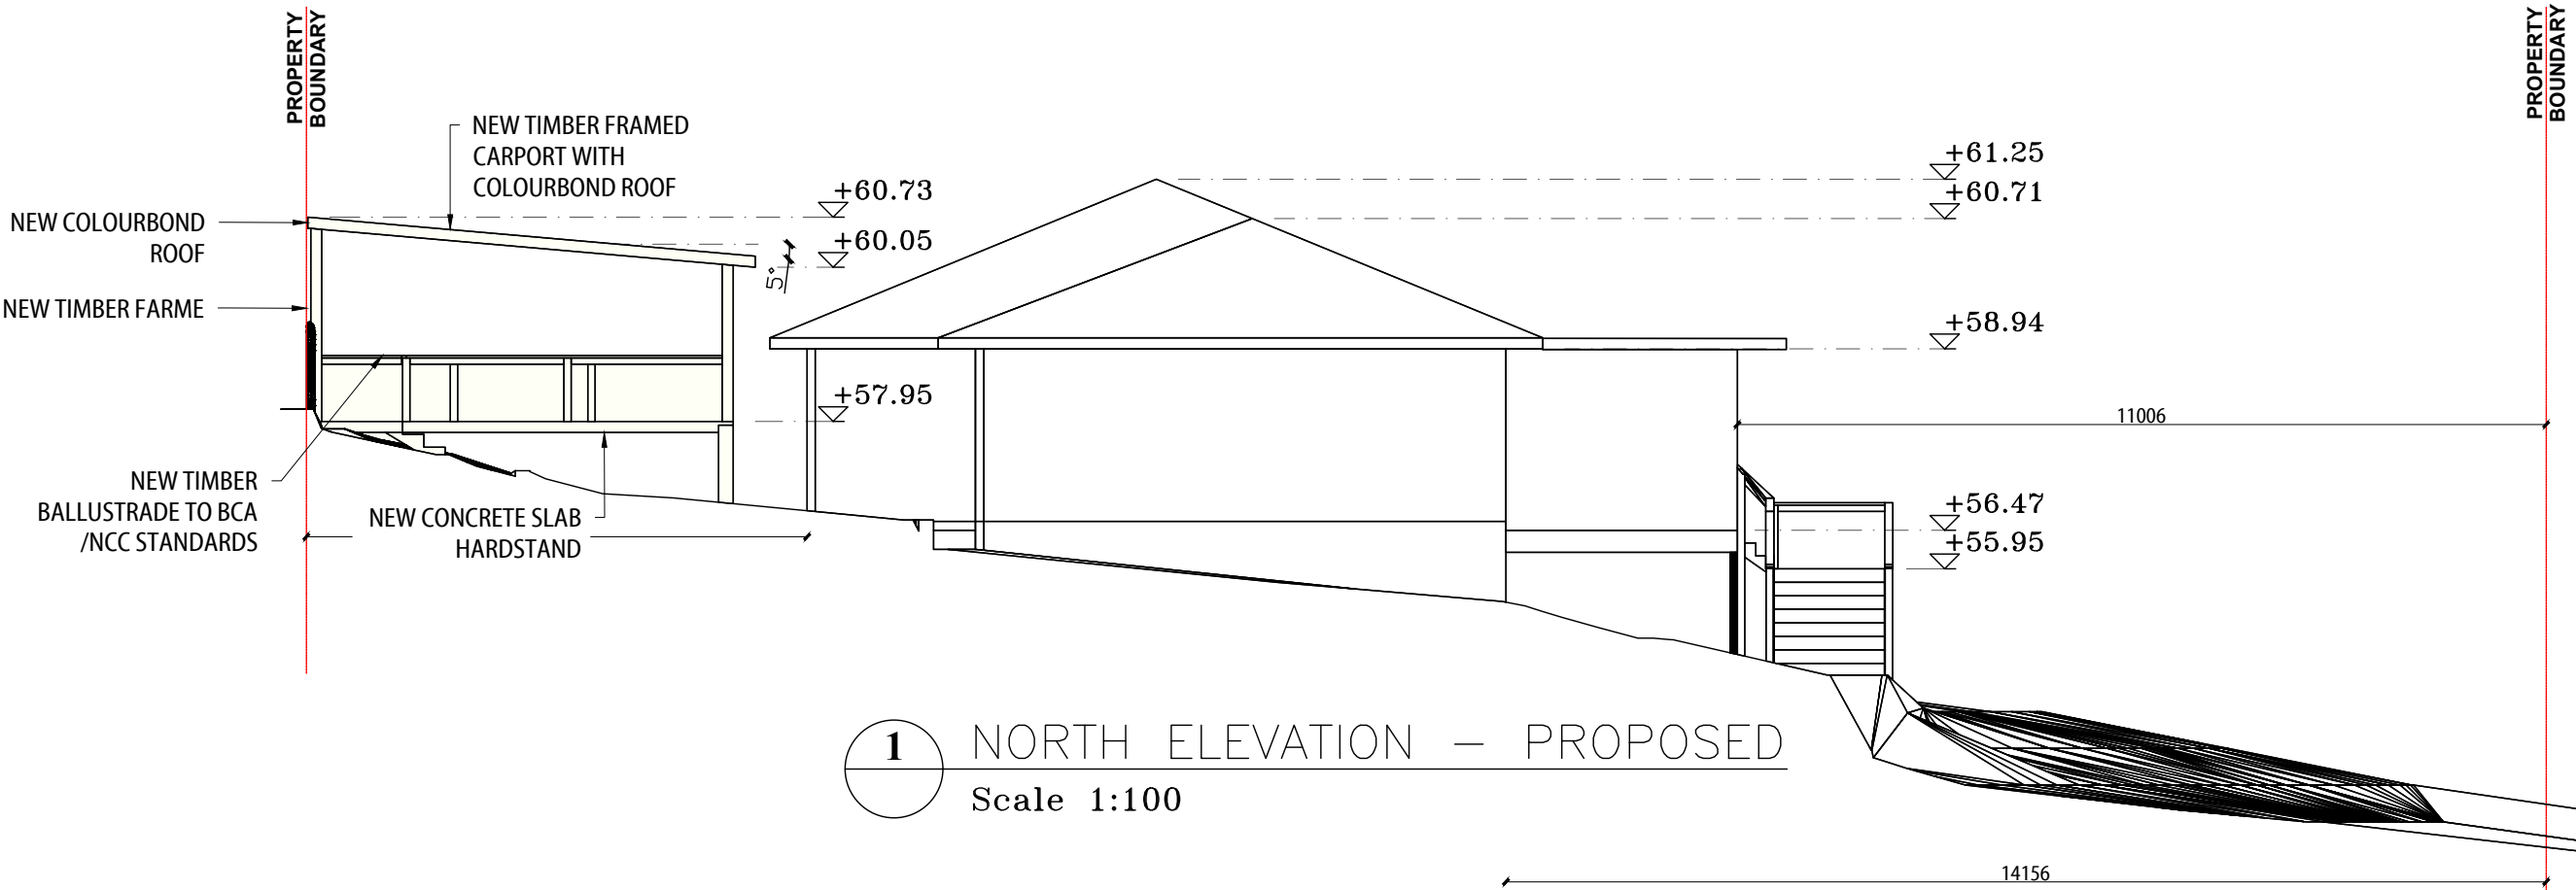 PROPERTY
BOUNDARY
PROPERTY
BOUNDARY
NEW TIMBER FRAMED
CARPORT WITH
COLOURBOND ROOF
NEW COLOURBOND
ROOF
NEW TIMBER FARME
+60.73
+60.05
5°
+57.95
+61.25
+60.71
+58.94
11006
+56.47
+55.95
NEW TIMBER
BALLUSTRADE TO BCA
/NCC STANDARDS
NEW CONCRETE SLAB
HARDSTAND
1
NORTH ELEVATION – PROPOSED
Scale 1:100
14156